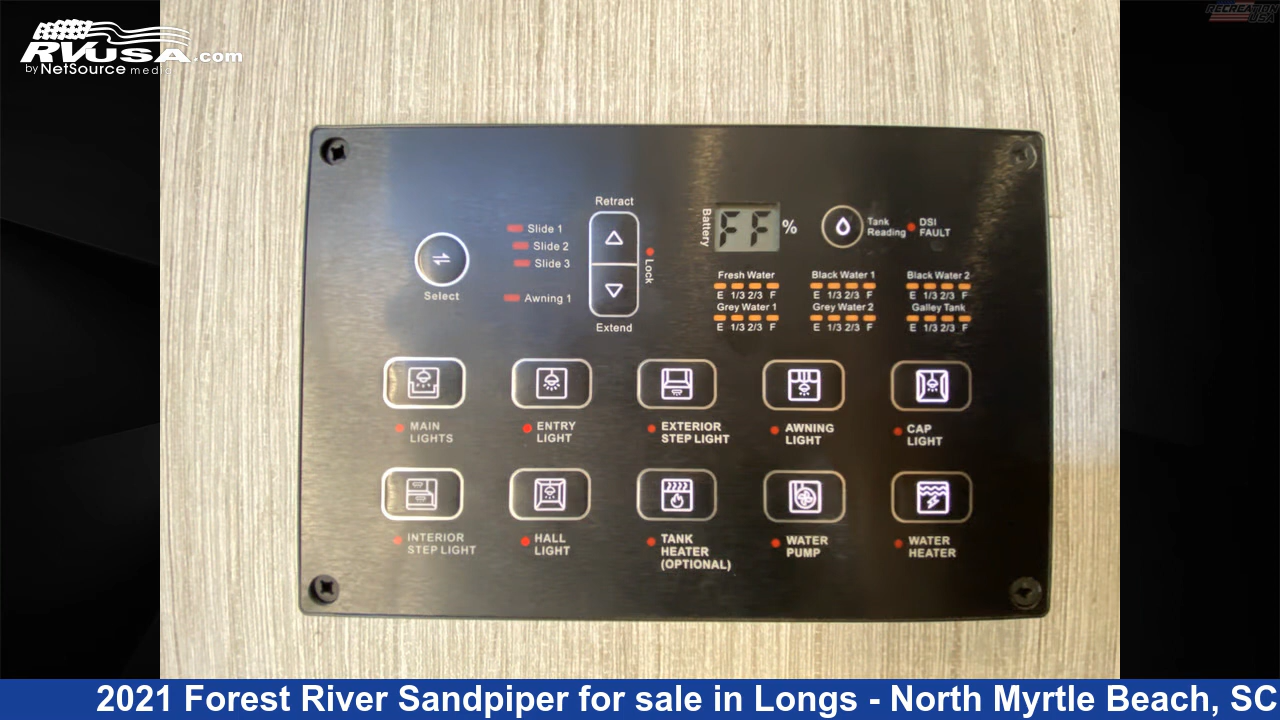 RVUSA.com
by NetSource media
RECREATION
USA
Retract
Slide 1
Slide 2
Slide 3
Awning 1
Select
Lock
Extend
Battery
FF %
Tank
Reading
DSI
FAULT
Fresh Water
E 1/3 2/3 F
Black Water 1
E 1/3 2/3 F
Black Water 2
E 1/3 2/3 F
Grey Water 1
E 1/3 2/3 F
Grey Water 2
E 1/3 2/3 F
Galley Tank
E 1/3 2/3 F
MAIN
LIGHTS
ENTRY
LIGHT
EXTERIOR
STEP LIGHT
AWNING
LIGHT
CAP
LIGHT
INTERIOR
STEP LIGHT
HALL
LIGHT
TANK
HEATER
(OPTIONAL)
WATER
PUMP
WATER
HEATER
2021 Forest River Sandpiper for sale in Longs - North Myrtle Beach, SC